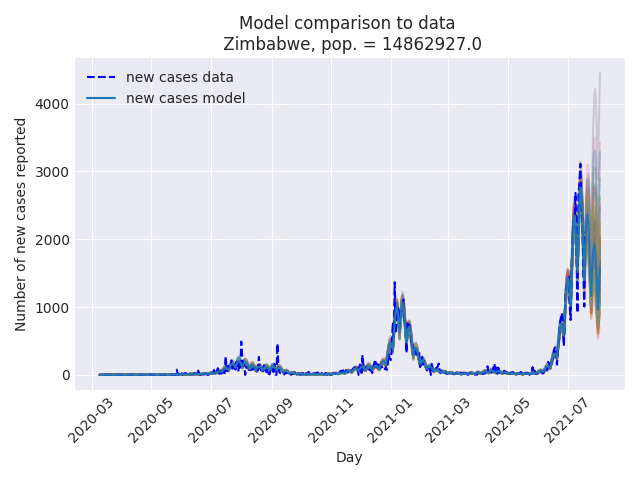 Model comparison to data
Zimbabwe, pop. = 14862927.0
new cases data
new cases model
Number of new cases reported
4000
3000
2000
1000
0
2020-03
2020-05
2020-07
2020-09
2020-11
2021-01
2021-03
2021-05
2021-07
Day